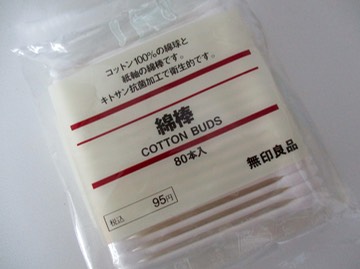 コットン100%の綿球と
紙軸の綿棒です。
キトサン抗菌加工で衛生的です。
綿棒
COTTON BUDS
80本入
無印良品
税込 95円